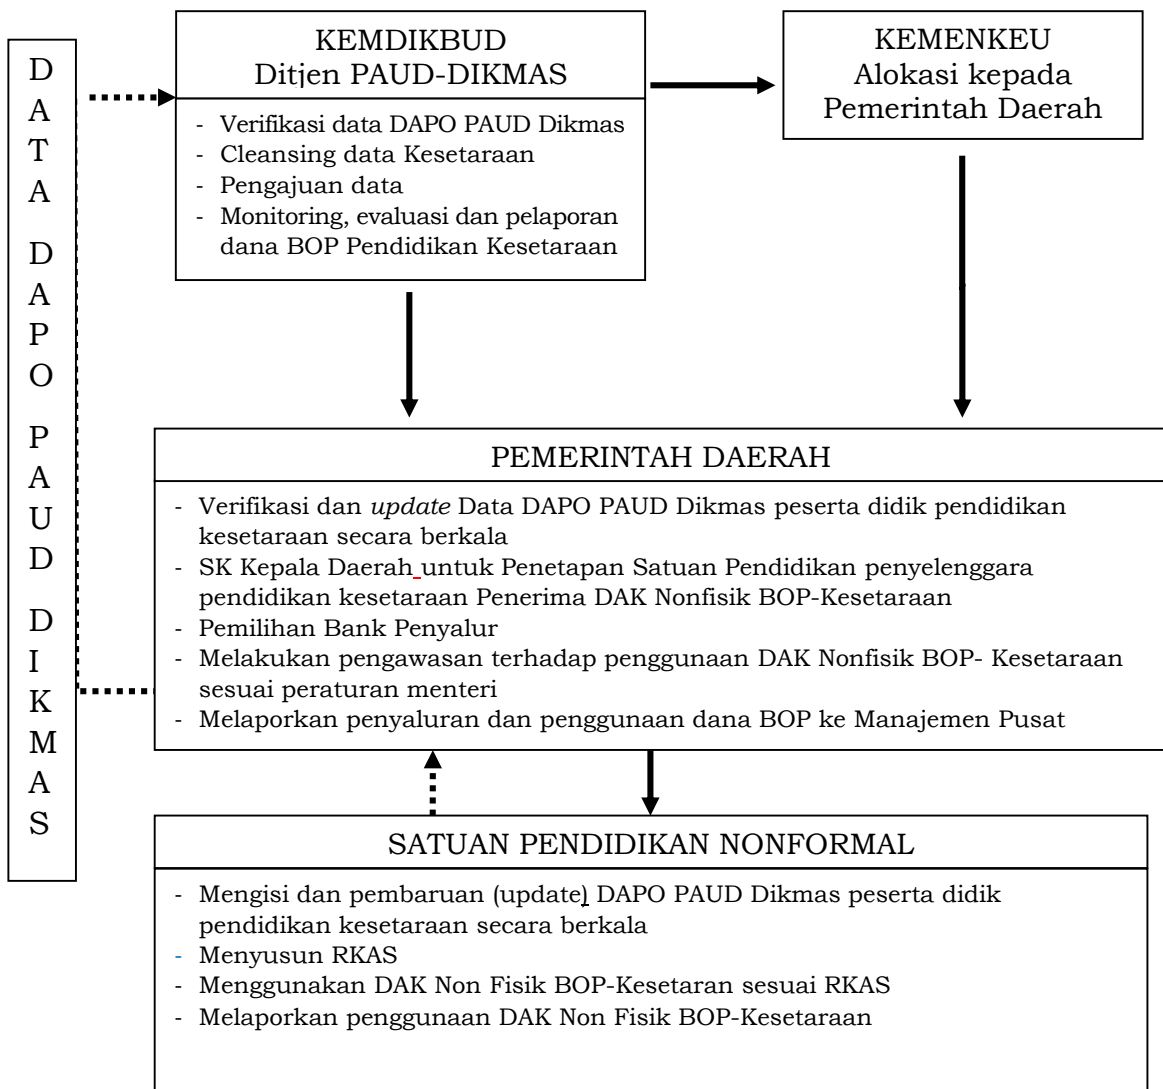 DATA DAPO PAUD DIKMAS
KEMDIKBUD
Ditjen PAUD-DIKMAS
- Verifikasi data DAPO PAUD Dikmas
- Cleansing data Kesetaraan
- Pengajuan data
- Monitoring, evaluasi dan pelaporan
dana BOP Pendidikan Kesetaraan
KEMENKEU
Alokasi kepada
Pemerintah Daerah
PEMERINTAH DAERAH
- Verifikasi dan update Data DAPO PAUD Dikmas peserta didik pendidikan
kesetaraan secara berkala
- SK Kepala Daerah untuk Penetapan Satuan Pendidikan penyelenggara
pendidikan kesetaraan Penerima DAK Nonfisik BOP-Kesetaraan
- Pemilihan Bank Penyalur
- Melakukan pengawasan terhadap penggunaan DAK Nonfisik BOP- Kesetaraan
sesuai peraturan menteri
- Melaporkan penyaluran dan penggunaan dana BOP ke Manajemen Pusat
SATUAN PENDIDIKAN NONFORMAL
- Mengisi dan pembaruan (update) DAPO PAUD Dikmas peserta didik
pendidikan kesetaraan secara berkala
- Menyusun RKAS
- Menggunakan DAK Non Fisik BOP-Kesetaran sesuai RKAS
- Melaporkan penggunaan DAK Non Fisik BOP-Kesetaraan